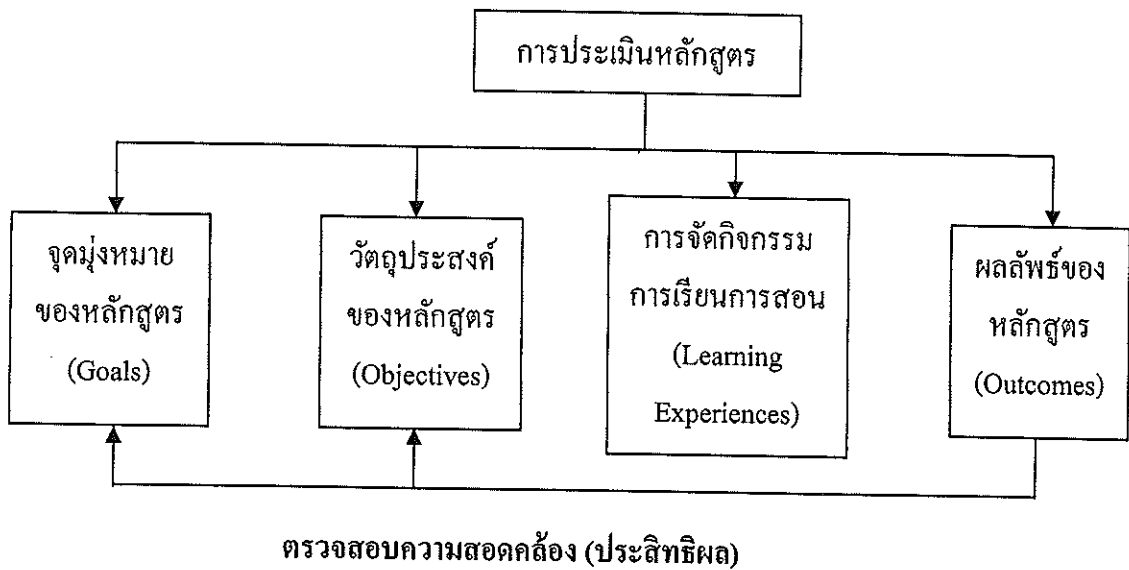 การประเมินหลักสูตร
จุดมุ่งหมาย
ของหลักสูตร
(Goals)
วัตถุประสงค์
ของหลักสูตร
(Objectives)
การจัดกิจกรรม
การเรียนการสอน
(Learning
Experiences)
ผลลัพธ์ของ
หลักสูตร
(Outcomes)
ตรวจสอบความสอดคล้อง (ประสิทธิผล)